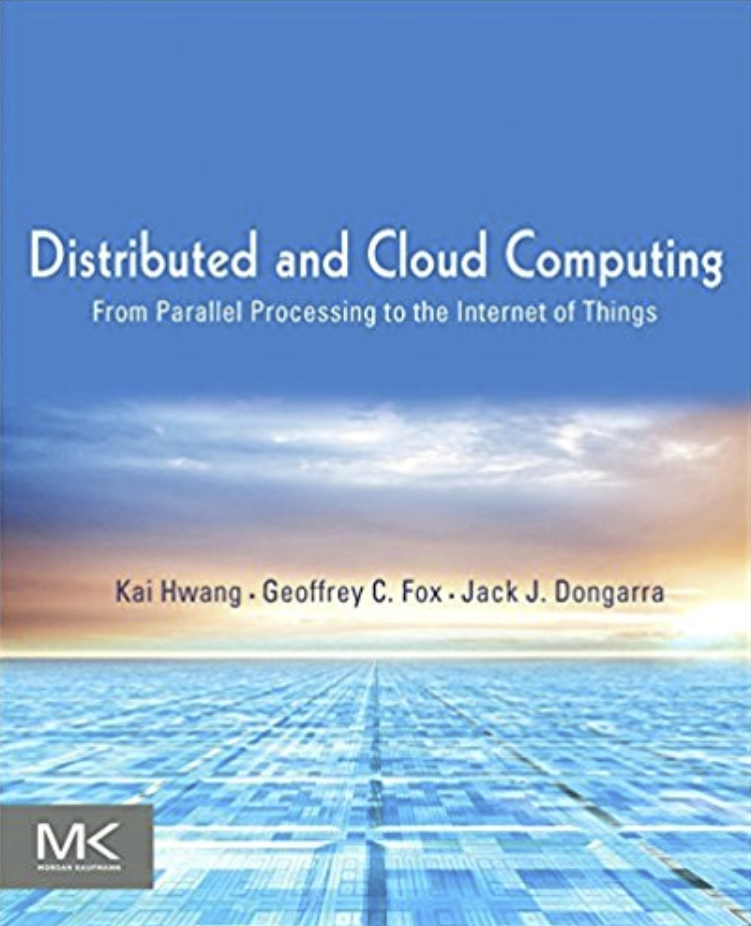 Distributed and Cloud Computing
From Parallel Processing to the Internet of Things
Kai Hwang · Geoffrey C. Fox · Jack J. Dongarra
MK
MORGAN KAUFMANN